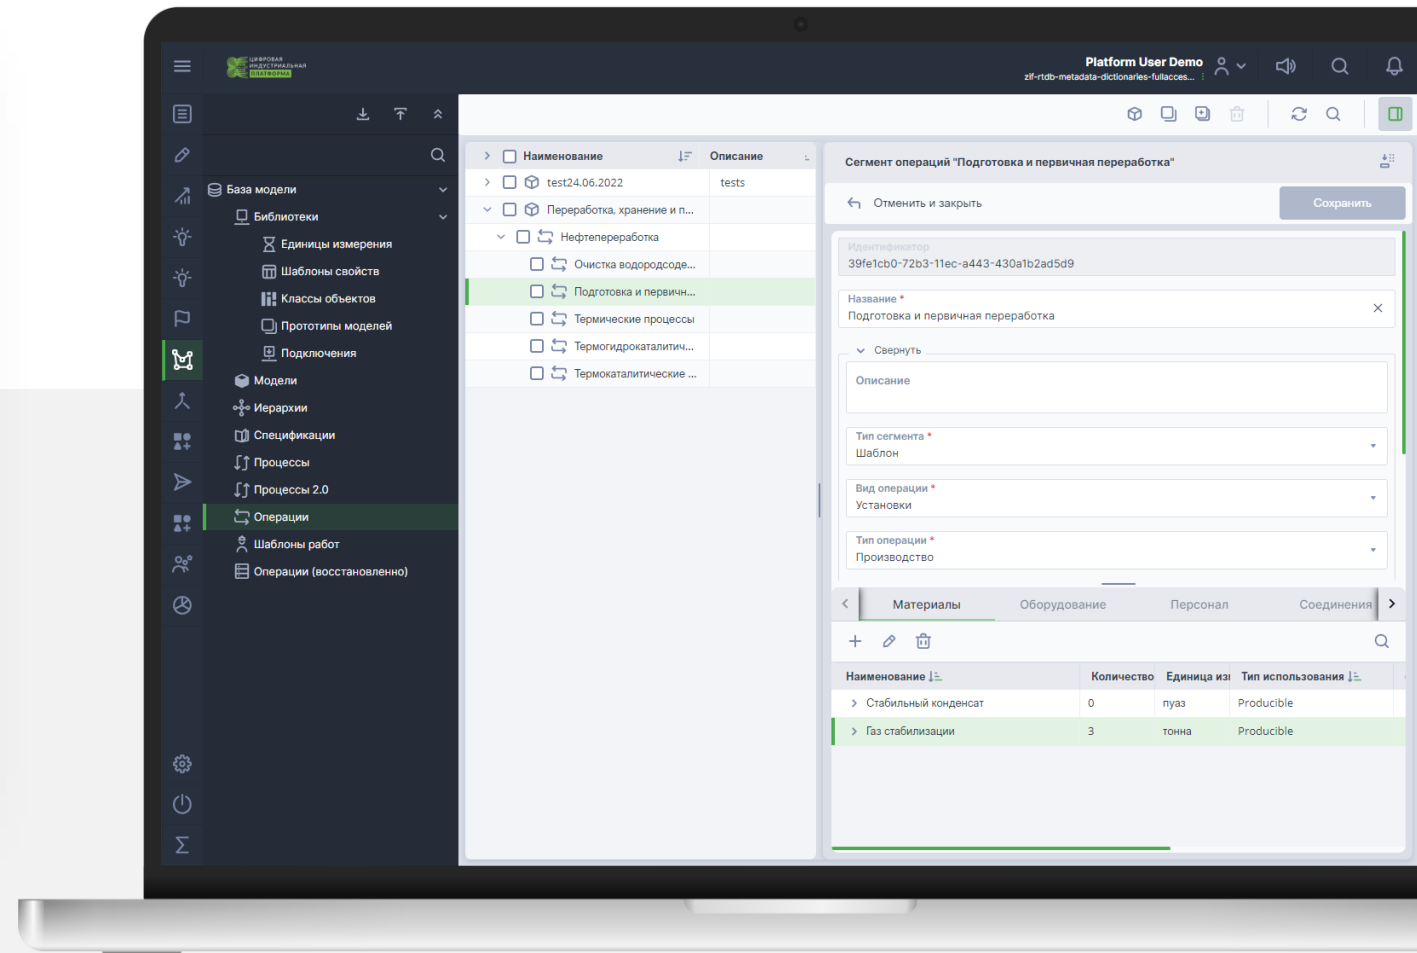 ЦИФРОВАЯ
ИНДУСТРИАЛЬНАЯ
ПЛАТФОРМА
Platform User Demo
zif-rtdb-metadata-dictionaries-fullacces...
База модели
Библиотеки
Единицы измерения
Шаблоны свойств
Классы объектов
Прототипы моделей
Подключения
Модели
Иерархии
Спецификации
Процессы
Процессы 2.0
Операции
Шаблоны работ
Операции (восстановленно)
Наименование Описание
test24.06.2022 tests
Переработка, хранение и п...
Нефтепереработка
Очистка водородсоде...
Подготовка и первичн...
Термические процессы
Термогидрокаталитич...
Термокаталитические ...
Сегмент операций "Подготовка и первичная переработка"
Отменить и закрыть Сохранить
Идентификатор
39fe1cb0-72b3-11ec-a443-430a1b2ad5d9
Название *
Подготовка и первичная переработка
Свернуть
Описание
Тип сегмента *
Шаблон
Вид операции *
Установки
Тип операции *
Производство
Материалы Оборудование Персонал Соединения
Наименование Количество Единица из Тип использования
Стабильный конденсат 0 пуаз Producible
Газ стабилизации 3 тонна Producible